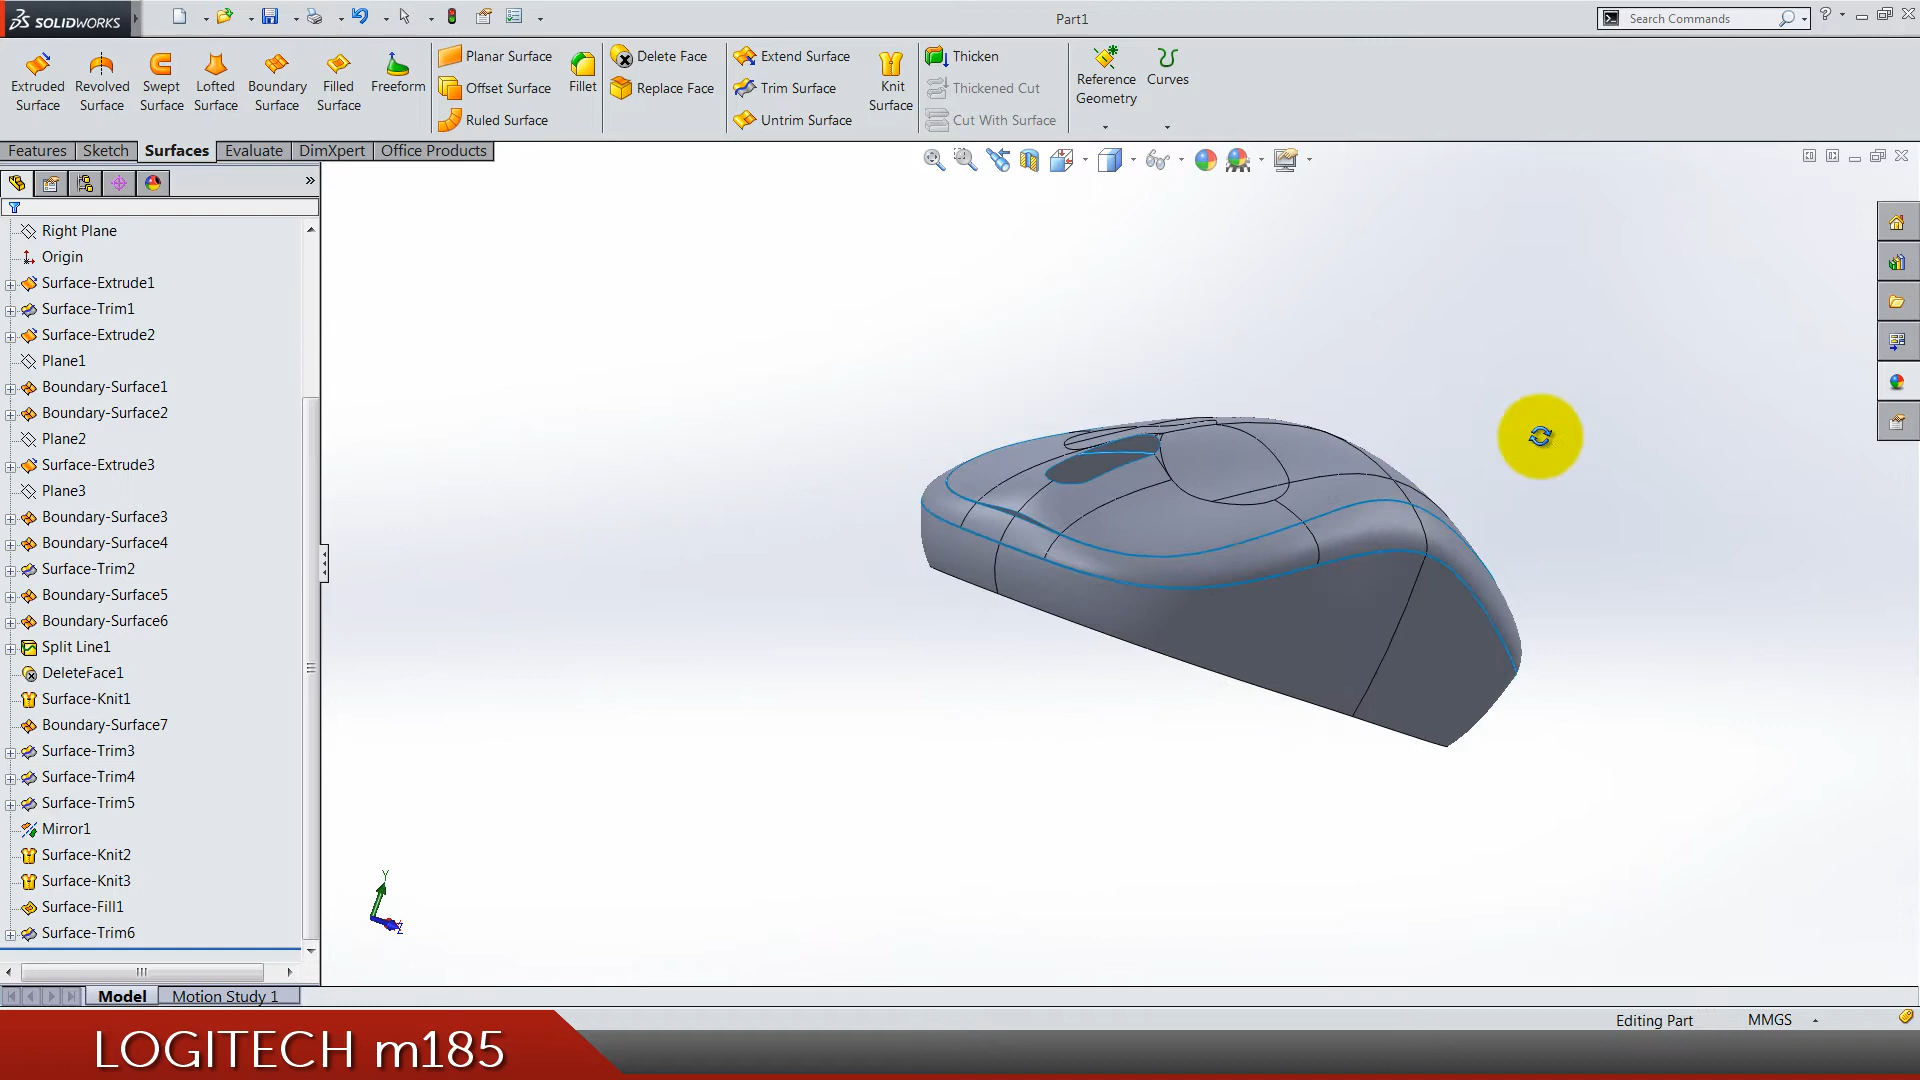 SOLIDWORKS
Part1
Search Commands
Extruded Surface
Revolved Surface
Swept Surface
Lofted Surface
Boundary Surface
Filled Surface
Freeform
Planar Surface
Offset Surface
Ruled Surface
Fillet
Delete Face
Replace Face
Extend Surface
Trim Surface
Untrim Surface
Knit Surface
Thicken
Thickened Cut
Cut With Surface
Reference Geometry
Curves
Features
Sketch
Surfaces
Evaluate
DimXpert
Office Products
Right Plane
Origin
Surface-Extrude1
Surface-Trim1
Surface-Extrude2
Plane1
Boundary-Surface1
Boundary-Surface2
Plane2
Surface-Extrude3
Plane3
Boundary-Surface3
Boundary-Surface4
Surface-Trim2
Boundary-Surface5
Boundary-Surface6
Split Line1
DeleteFace1
Surface-Knit1
Boundary-Surface7
Surface-Trim3
Surface-Trim4
Surface-Trim5
Mirror1
Surface-Knit2
Surface-Knit3
Surface-Fill1
Surface-Trim6
Y
Z
Model
Motion Study 1
Editing Part
MMGS
LOGITECH m185